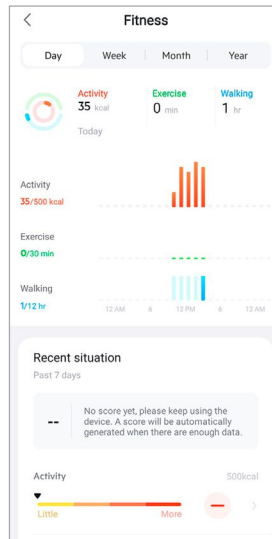 Fitness
Day Week Month Year
Activity Exercise Walking
35 kcal 0 min 1 hr
Today
Activity
35/500 kcal
Exercise
0/30 min
Walking
1/12 hr
12 AM 6 12 PM 6 12 AM
Recent situation
Past 7 days
-- No score yet, please keep using the
device. A score will be automatically
generated when there are enough data.
Activity 500kcal
Little More